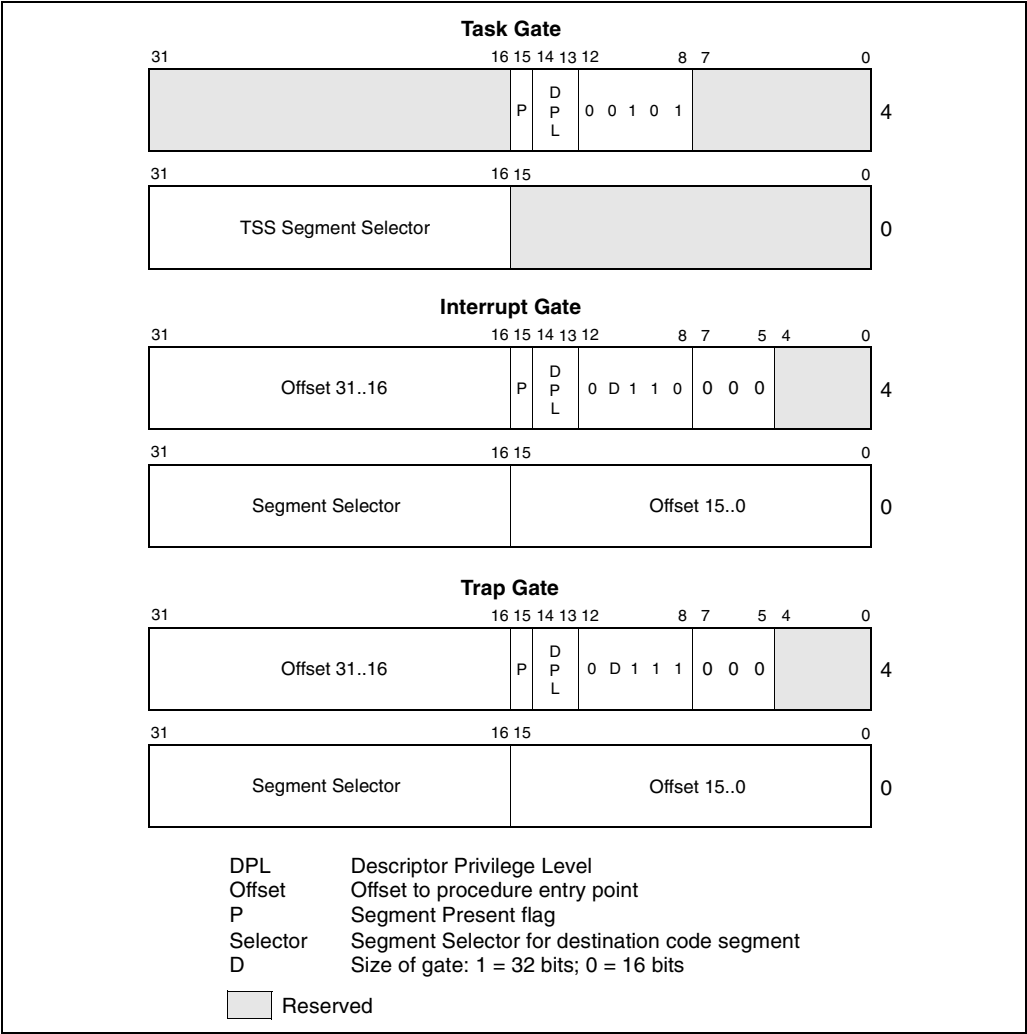 Task Gate
31 16 15 14 13 12 8 7 0
P D P L 0 0 1 0 1 4
31 16 15 0
TSS Segment Selector 0
Interrupt Gate
31 16 15 14 13 12 8 7 5 4 0
Offset 31..16 P D P L 0 D 1 1 0 0 0 0 4
31 16 15 0
Segment Selector Offset 15..0 0
Trap Gate
31 16 15 14 13 12 8 7 5 4 0
Offset 31..16 P D P L 0 D 1 1 1 0 0 0 4
31 16 15 0
Segment Selector Offset 15..0 0
DPL Descriptor Privilege Level
Offset Offset to procedure entry point
P Segment Present flag
Selector Segment Selector for destination code segment
D Size of gate: 1 = 32 bits; 0 = 16 bits
Reserved